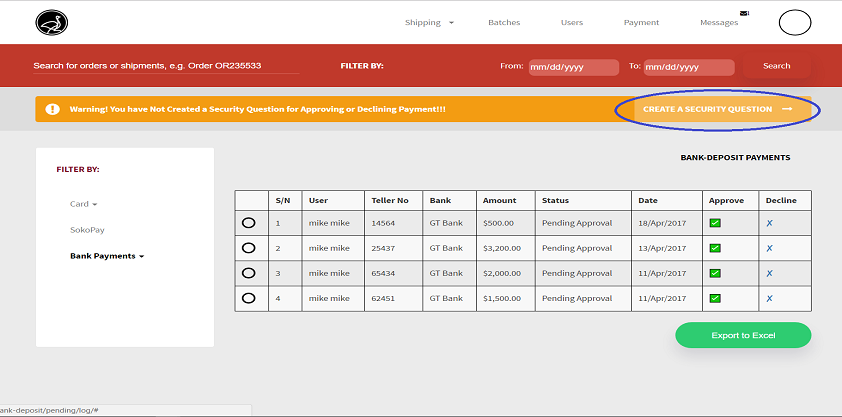 Shipping Batches Users Payment Messages
Search for orders or shipments, e.g. Order OR235533 FILTER BY: From: mm/dd/yyyy To: mm/dd/yyyy Search
Warning! You have Not Created a Security Question for Approving or Declining Payment!!! CREATE A SECURITY QUESTION →
BANK-DEPOSIT PAYMENTS
FILTER BY:
Card
SokoPay
Bank Payments
S/N User Teller No Bank Amount Status Date Approve Decline
1 mike mike 14564 GT Bank $500.00 Pending Approval 18/Apr/2017 ✅ ✗
2 mike mike 25437 GT Bank $3,200.00 Pending Approval 13/Apr/2017 ✅ ✗
3 mike mike 65434 GT Bank $2,000.00 Pending Approval 11/Apr/2017 ✅ ✗
4 mike mike 62451 GT Bank $1,500.00 Pending Approval 11/Apr/2017 ✅ ✗
Export to Excel
ank-deposit/pending/log/#